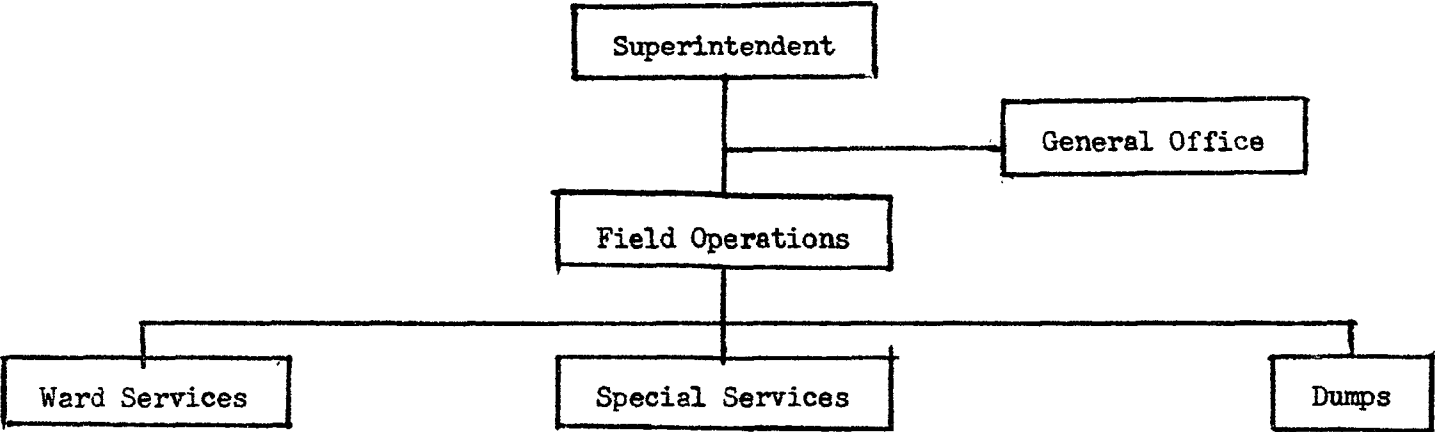 Superintendent
General Office
Field Operations
Ward Services
Special Services
Dumps